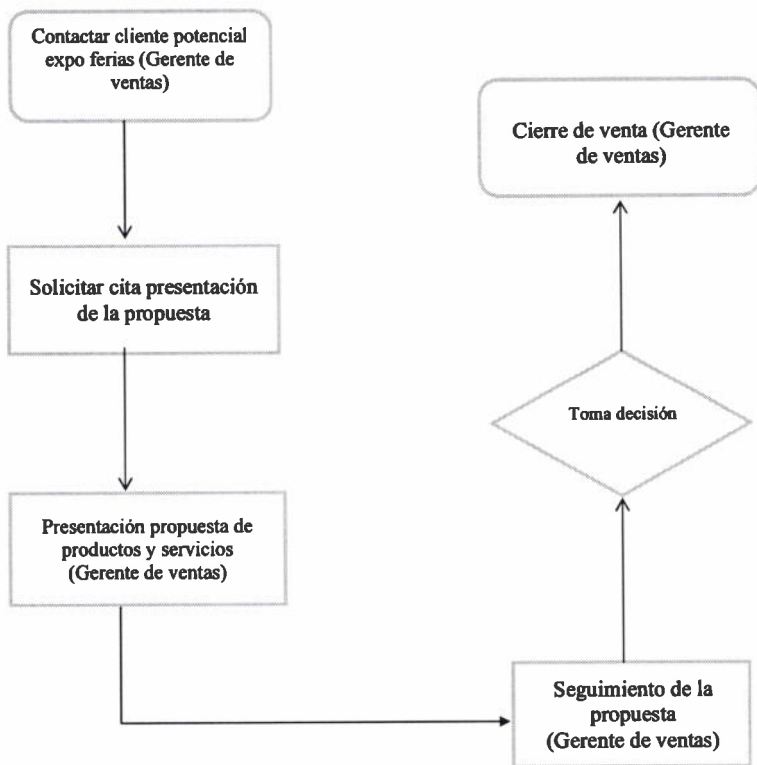 Contactar cliente potencial
expo ferias (Gerente de
ventas)
Solicitar cita presentación
de la propuesta
Presentación propuesta de
productos y servicios
(Gerente de ventas)
Seguimiento de la
propuesta
(Gerente de ventas)
Toma decisión
Cierre de venta (Gerente
de ventas)